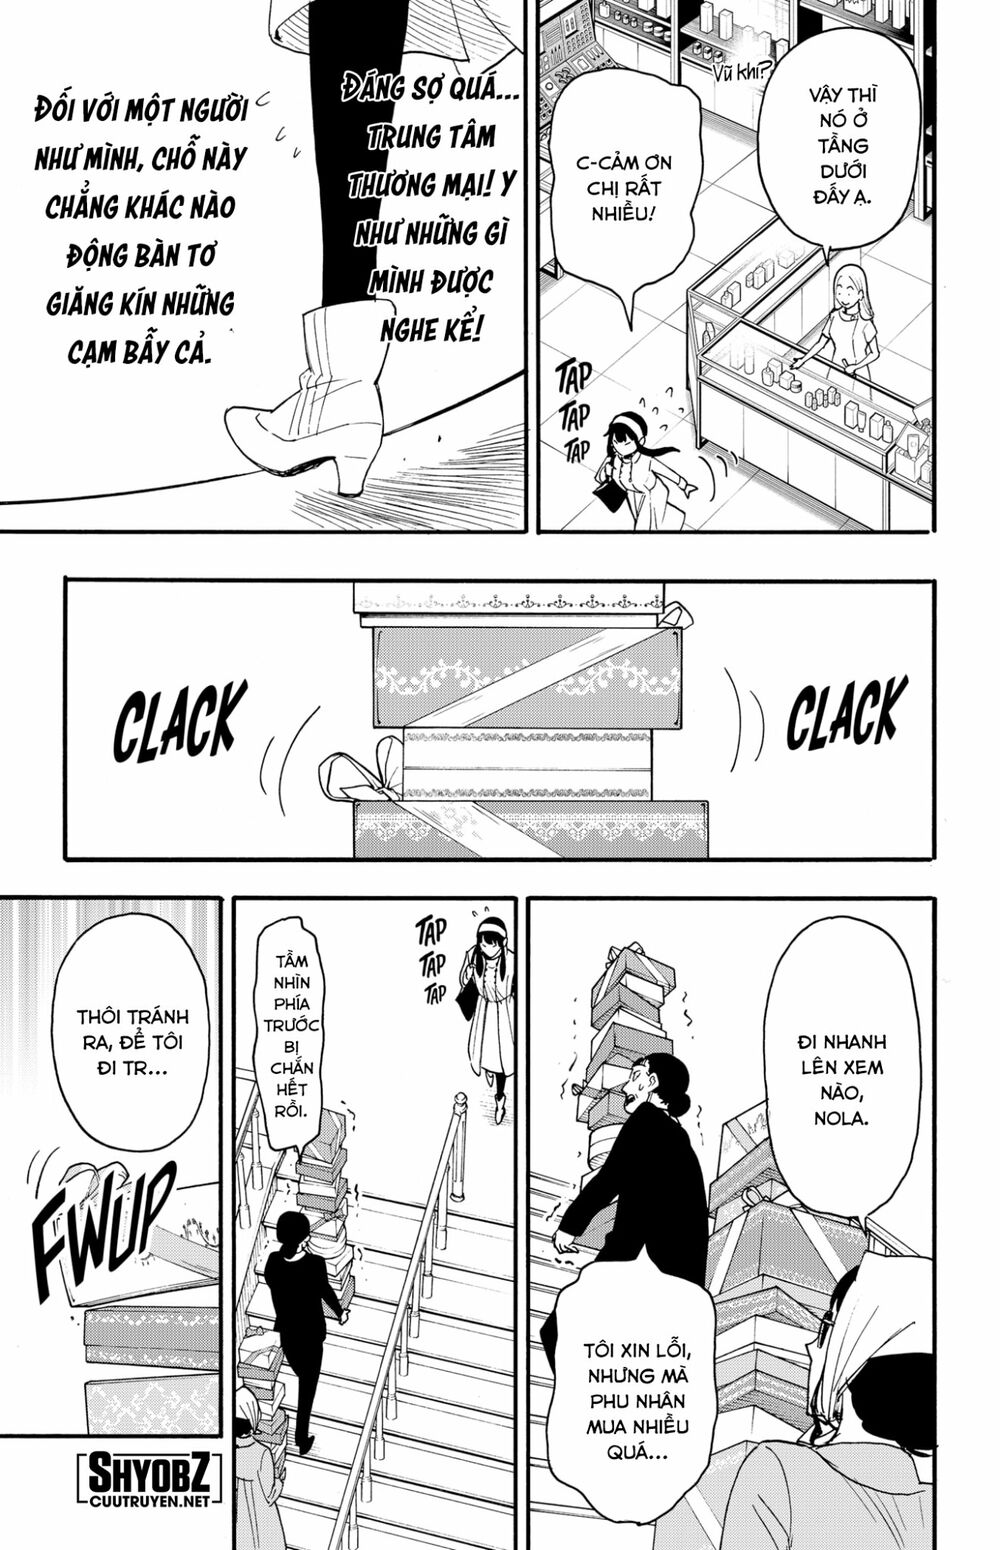 Vũ khí?
VẬY THÌ
NÓ Ở
TẦNG
DƯỚI
ĐẤY Ạ.
C-CẢM ƠN
CHỊ RẤT
NHIỀU!
TAP
TAP
TAP
ĐÁNG SỢ QUÁ...
TRUNG TÂM
THƯƠNG MẠI! Y
NHƯ NHỮNG GÌ
MÌNH ĐƯỢC
NGHE KỂ!
ĐỐI VỚI MỘT NGƯỜI
NHƯ MÌNH, CHỖ NÀY
CHẲNG KHÁC NÀO
ĐỘNG BÀN TƠ
GIĂNG KÍN NHỮNG
CẠM BẪY CẢ.
CLACK
CLACK
ĐI NHANH
LÊN XEM
NÀO,
NOLA.
TÔI XIN LỖI,
NHƯNG MÀ
PHU NHÂN
MUA NHIỀU
QUÁ...
TAP
TAP
TAP
TẦM
NHÌN
PHÍA
TRƯỚC
BỊ
CHẮN
HẾT
RỒI.
THÔI TRÁNH
RA, ĐỂ TÔI
ĐI TR...
FWUP
SHYOBZ
CUUTRUYEN.NET